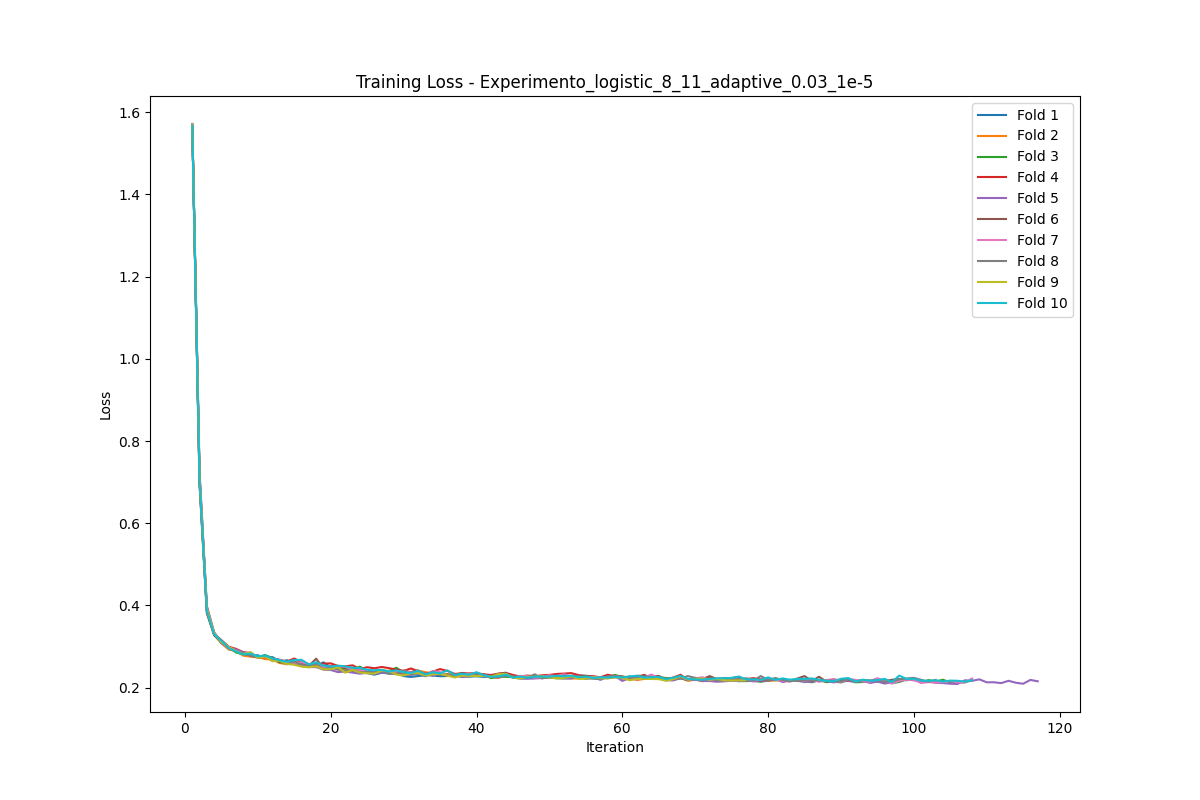 Training Loss - Experimento_logistic_8_11_adaptive_0.03_1e-5
1.6
1.4
1.2
1.0
0.8
0.6
0.4
0.2
Loss
0
20
40
60
80
100
120
Iteration
Fold 1
Fold 2
Fold 3
Fold 4
Fold 5
Fold 6
Fold 7
Fold 8
Fold 9
Fold 10